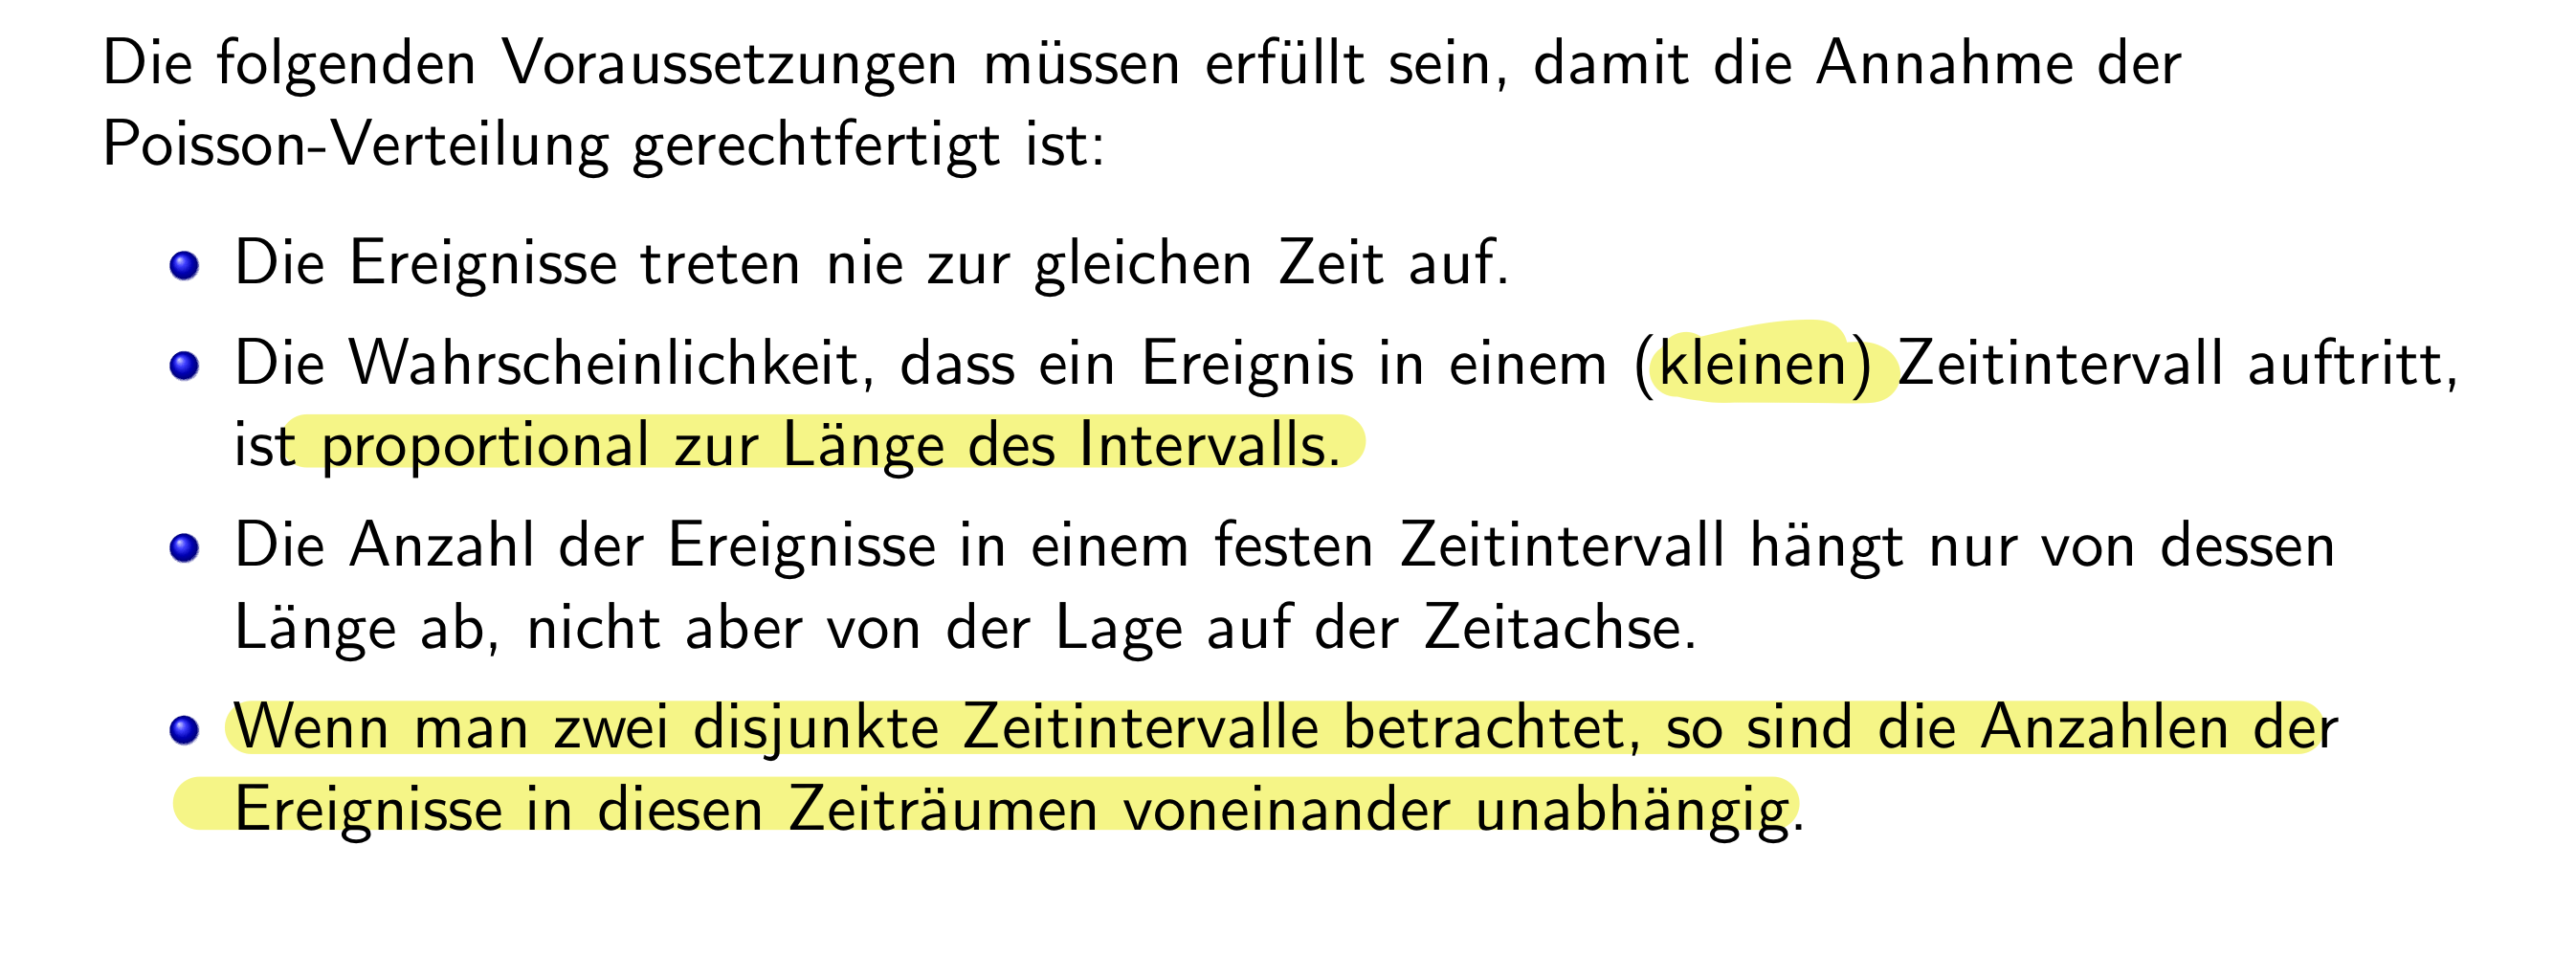 Die folgenden Voraussetzungen müssen erfüllt sein, damit die Annahme der
Poisson-Verteilung gerechtfertigt ist:
Die Ereignisse treten nie zur gleichen Zeit auf.
Die Wahrscheinlichkeit, dass ein Ereignis in einem (kleinen) Zeitintervall auftritt,
ist proportional zur Länge des Intervalls.
Die Anzahl der Ereignisse in einem festen Zeitintervall hängt nur von dessen
Länge ab, nicht aber von der Lage auf der Zeitachse.
Wenn man zwei disjunkte Zeitintervalle betrachtet, so sind die Anzahlen der
Ereignisse in diesen Zeiträumen voneinander unabhängig.